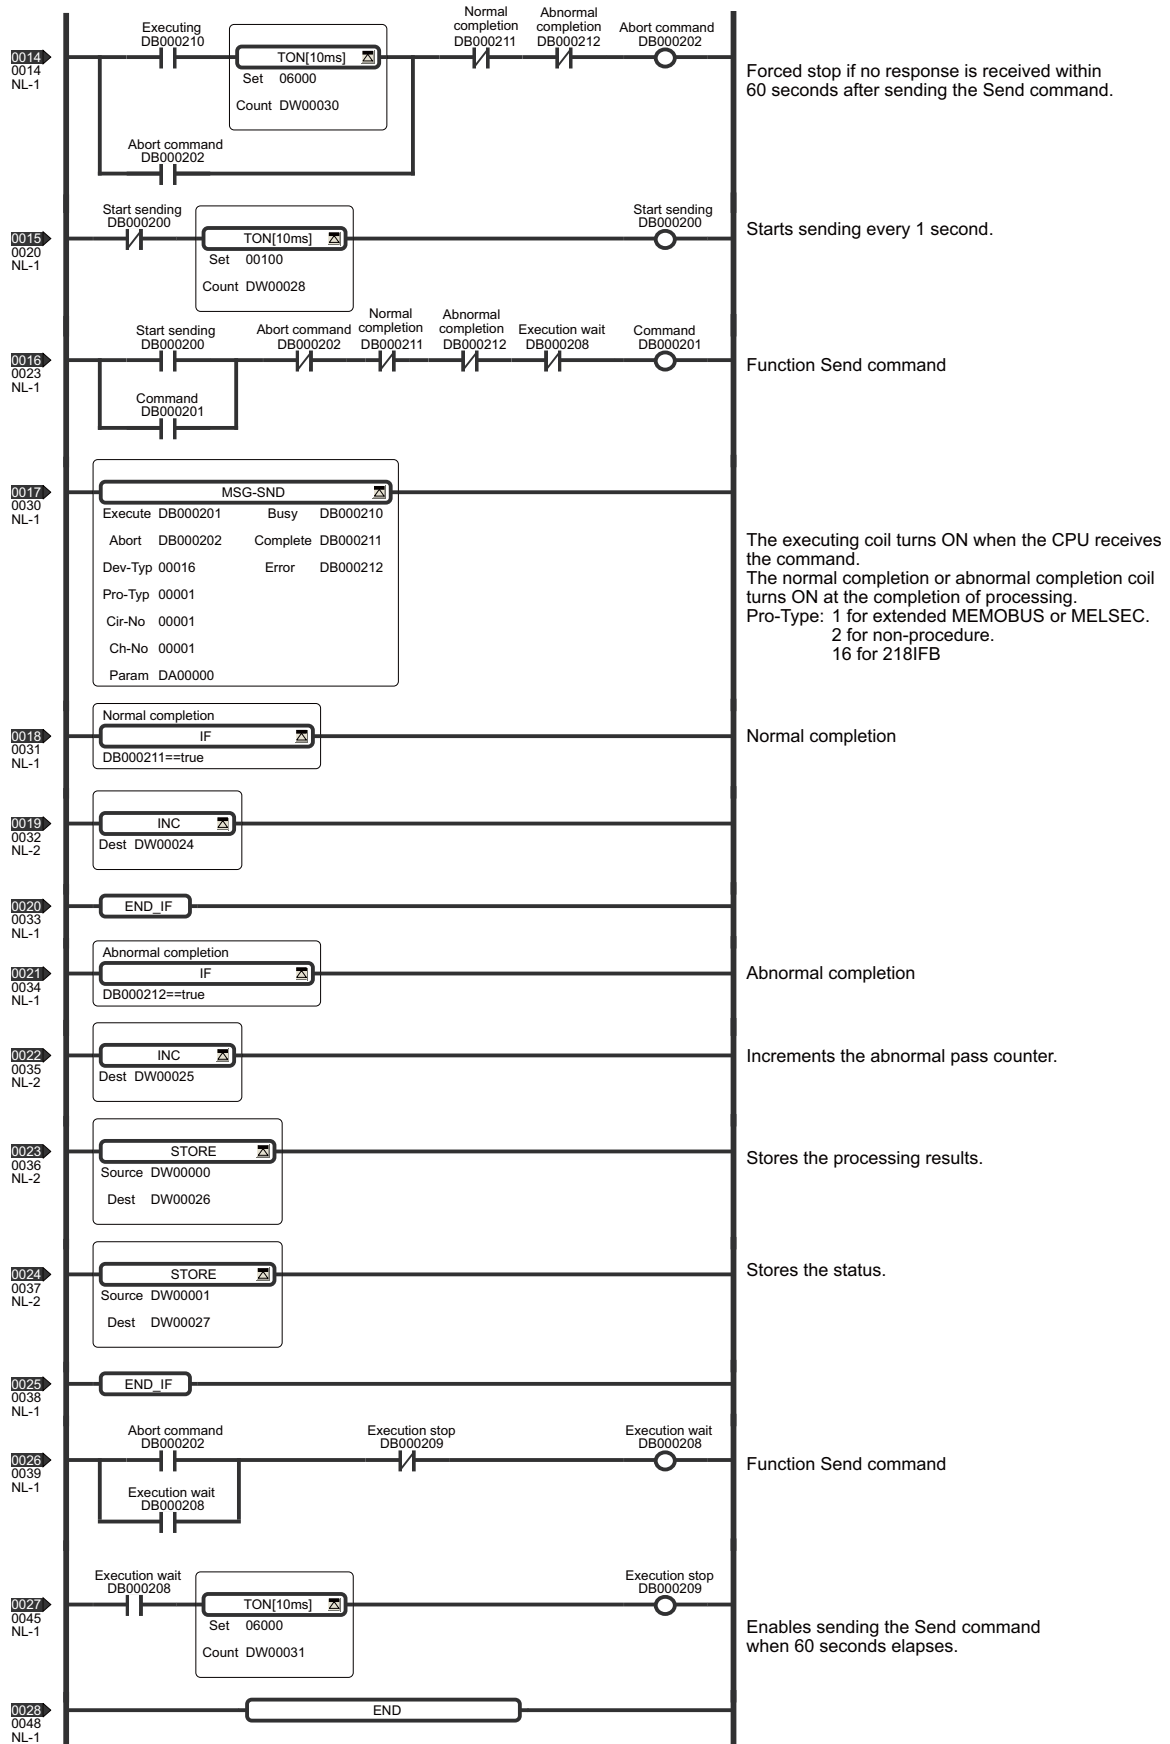 Executing
DB000210
Normal
completion
DB000211
Abnormal
completion
DB000212
Abort command
DB000202
0014
0014
NL-1
TON[10ms]
Set 06000
Count DW00030
Abort command
DB000202
Forced stop if no response is received within
60 seconds after sending the Send command.
Start sending
DB000200
Start sending
DB000200
0015
0020
NL-1
TON[10ms]
Set 00100
Count DW00028
Starts sending every 1 second.
Start sending
DB000200
Abort command
DB000202
Normal
completion
DB000211
Abnormal
completion
DB000212
Execution wait
DB000208
Command
DB000201
0016
0023
NL-1
Command
DB000201
Function Send command
0017
0030
NL-1
MSG-SND
Execute DB000201 Busy DB000210
Abort DB000202 Complete DB000211
Dev-Typ 00016 Error DB000212
Pro-Typ 00001
Cir-No 00001
Ch-No 00001
Param DA00000
The executing coil turns ON when the CPU receives
the command.
The normal completion or abnormal completion coil
turns ON at the completion of processing.
Pro-Type: 1 for extended MEMOBUS or MELSEC.
2 for non-procedure.
16 for 218IFB
Normal completion
0018
0031
NL-1
IF
DB000211==true
Normal completion
0019
0032
NL-2
INC
Dest DW00024
0020
0033
NL-1
END_IF
Abnormal completion
0021
0034
NL-1
IF
DB000212==true
Abnormal completion
0022
0035
NL-2
INC
Dest DW00025
Increments the abnormal pass counter.
0023
0036
NL-2
STORE
Source DW00000
Dest DW00026
Stores the processing results.
0024
0037
NL-2
STORE
Source DW00001
Dest DW00027
Stores the status.
0025
0038
NL-1
END_IF
Abort command
DB000202
Execution stop
DB000209
Execution wait
DB000208
0026
0039
NL-1
Execution wait
DB000208
Function Send command
Execution wait
DB000208
Execution stop
DB000209
0027
0045
NL-1
TON[10ms]
Set 06000
Count DW00031
Enables sending the Send command
when 60 seconds elapses.
0028
0048
NL-1
END